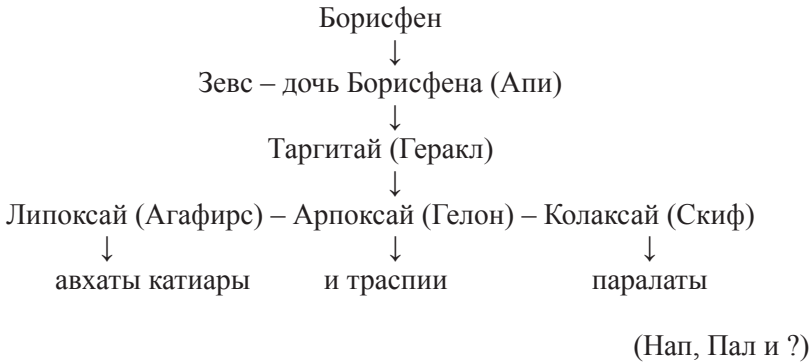 Борисфен
↓
Зевс – дочь Борисфена (Апи)
↓
Таргитай (Геракл)
↓
Липоксай (Агафирс) – Арпоксай (Гелон) – Колаксай (Скиф)
↓ ↓ ↓
авхаты катиары и траспии паралаты
(Нап, Пал и ?)